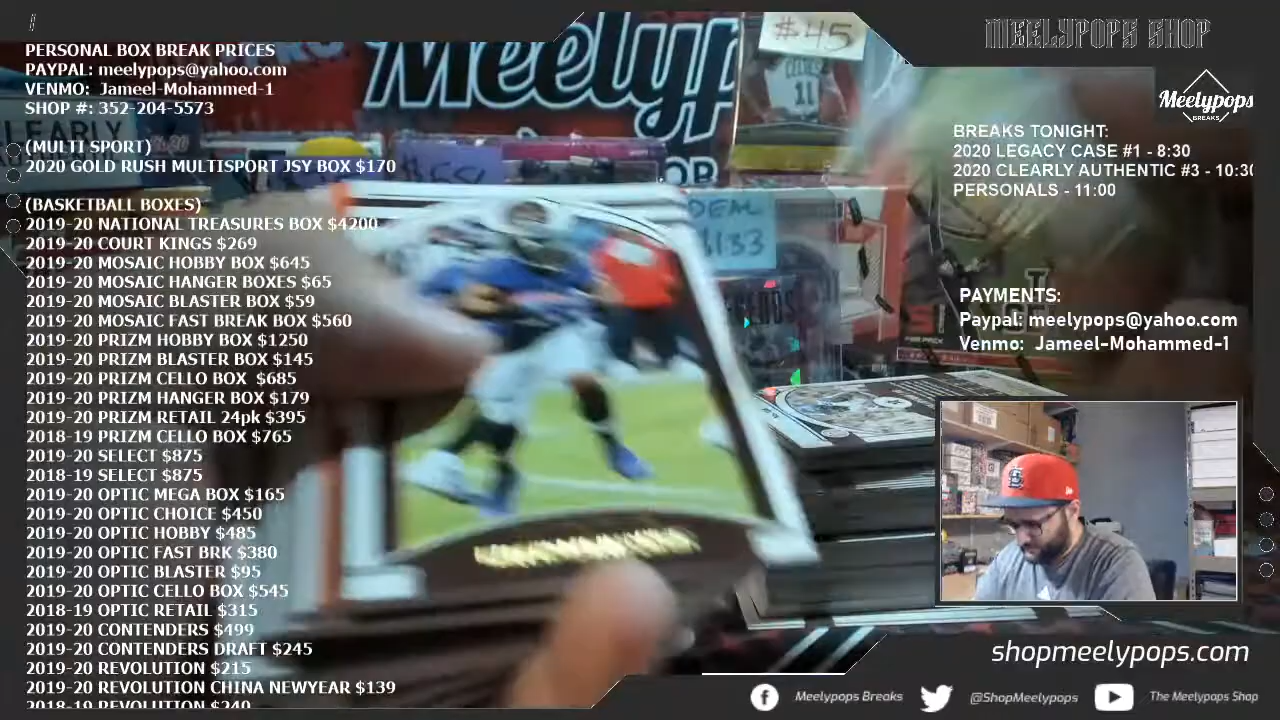 PERSONAL BOX BREAK PRICES
PAYPAL: meelypops@yahoo.com
VENMO: Jameel-Mohammed-1
SHOP #: 352-204-5573
(MULTI SPORT)
2020 GOLD RUSH MULTISPORT JSY BOX $170
(BASKETBALL BOXES)
2019-20 NATIONAL TREASURES BOX $4200
2019-20 COURT KINGS $269
2019-20 MOSAIC HOBBY BOX $645
2019-20 MOSAIC HANGER BOXES $65
2019-20 MOSAIC BLASTER BOX $59
2019-20 MOSAIC FAST BREAK BOX $560
2019-20 PRIZM HOBBY BOX $1250
2019-20 PRIZM BLASTER BOX $145
2019-20 PRIZM CELLO BOX $685
2019-20 PRIZM HANGER BOX $179
2019-20 PRIZM RETAIL 24pk $395
2018-19 PRIZM CELLO BOX $765
2019-20 SELECT $875
2018-19 SELECT $875
2019-20 OPTIC MEGA BOX $165
2019-20 OPTIC CHOICE $450
2019-20 OPTIC HOBBY $485
2019-20 OPTIC FAST BRK $380
2019-20 OPTIC BLASTER $95
2019-20 OPTIC CELLO BOX $545
2018-19 OPTIC RETAIL $315
2019-20 CONTENDERS $499
2019-20 CONTENDERS DRAFT $245
2019-20 REVOLUTION $215
2019-20 REVOLUTION CHINA NEWYEAR $139
2018-19 REVOLUTION $240
Meelyp
$45
11
DEAL
$133
CLEARLY
MEELYPOPS SHOP
Meelypops
BREAKS
BREAKS TONIGHT:
2020 LEGACY CASE #1 - 8:30
2020 CLEARLY AUTHENTIC #3 - 10:30
PERSONALS - 11:00
PAYMENTS:
Paypal: meelypops@yahoo.com
Venmo: Jameel-Mohammed-1
shopmeelypops.com
Meelypops Breaks
@ShopMeelypops
The Meelypops Shop